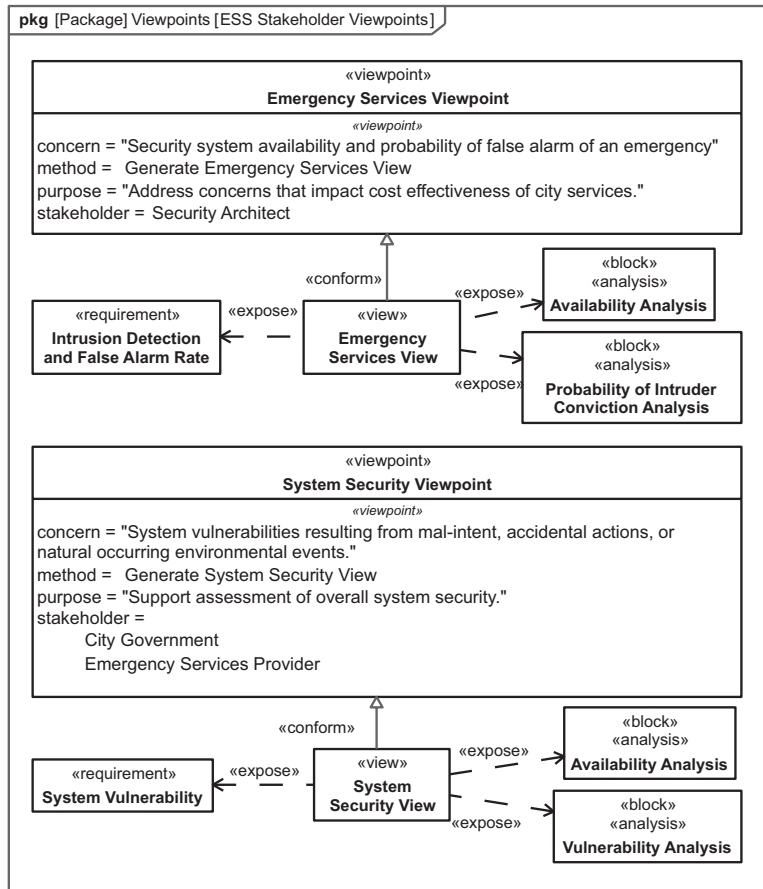 pkg [Package] Viewpoints [ESS Stakeholder Viewpoints]
«viewpoint»
Emergency Services Viewpoint
«viewpoint»
concern = "Security system availability and probability of false alarm of an emergency"
method = Generate Emergency Services View
purpose = "Address concerns that impact cost effectiveness of city services."
stakeholder = Security Architect
«conform»
«requirement»
Intrusion Detection
and False Alarm Rate
«expose»
«view»
Emergency
Services View
«expose»
«block»
«analysis»
Availability Analysis
«expose»
«block»
«analysis»
Probability of Intruder
Conviction Analysis
«viewpoint»
System Security Viewpoint
«viewpoint»
concern = "System vulnerabilities resulting from mal-intent, accidental actions, or
natural occurring environmental events."
method = Generate System Security View
purpose = "Support assessment of overall system security."
stakeholder =
City Government
Emergency Services Provider
«conform»
«requirement»
System Vulnerability
«expose»
«view»
System
Security View
«expose»
«block»
«analysis»
Availability Analysis
«expose»
«block»
«analysis»
Vulnerability Analysis